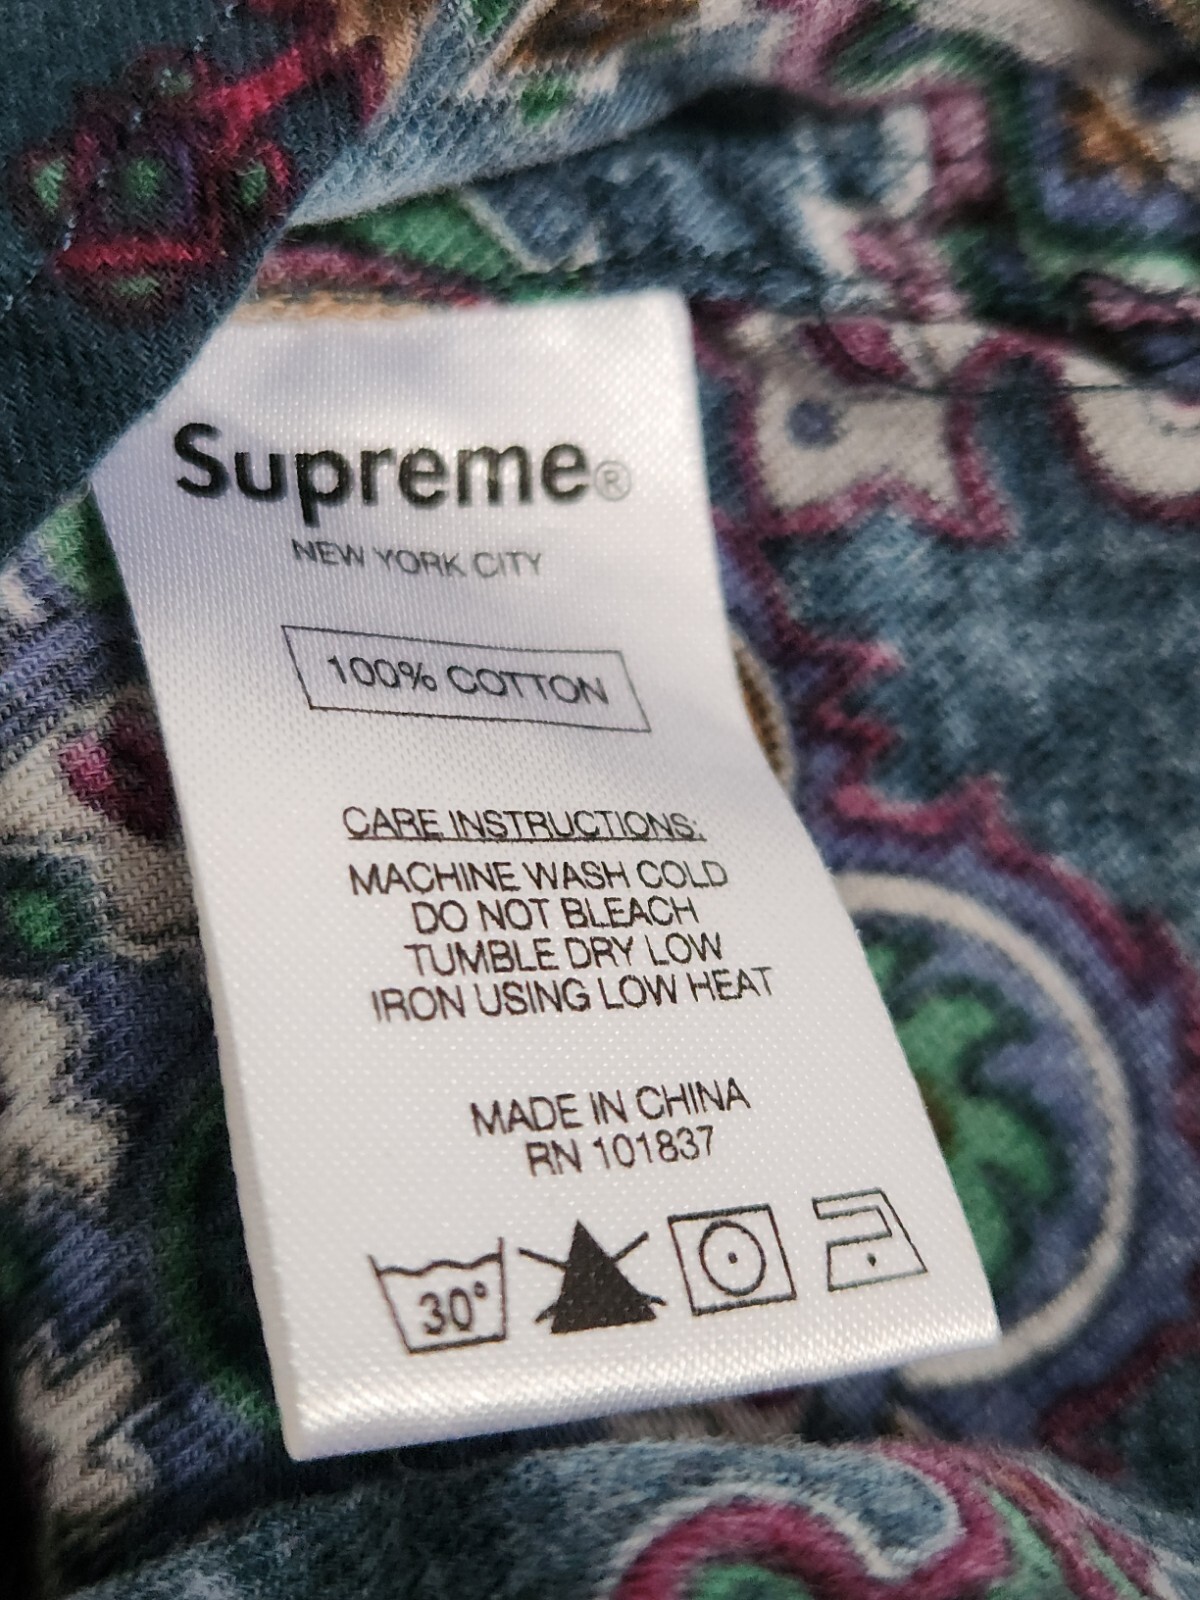 Supreme®
NEW YORK CITY
100% COTTON
CARE INSTRUCTIONS:
MACHINE WASH COLD
DO NOT BLEACH
TUMBLE DRY LOW
IRON USING LOW HEAT
MADE IN CHINA
RN 101837
30°